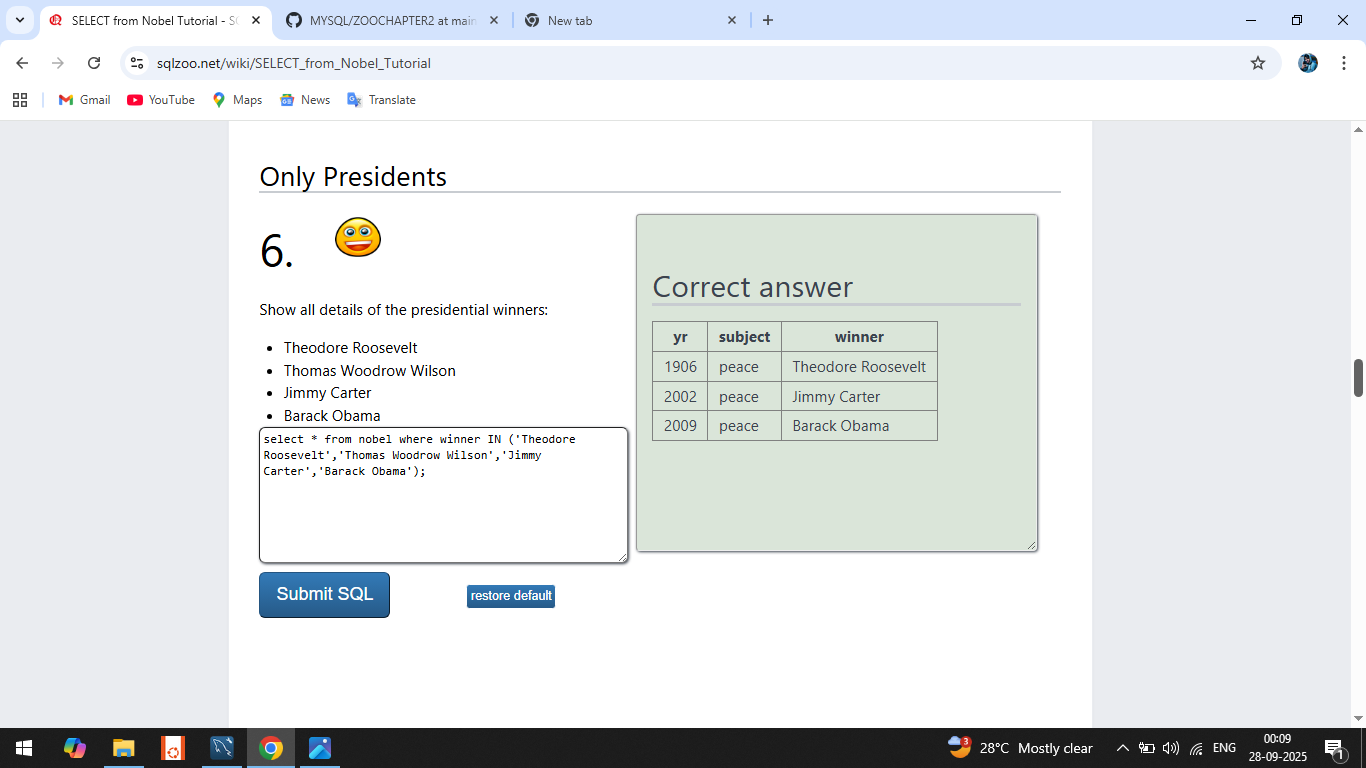 SELECT from Nobel Tutorial - SQ
MYSQL/ZOOCHAPTER2 at main
New tab
sqlzoo.net/wiki/SELECT_from_Nobel_Tutorial
Gmail
YouTube
Maps
News
Translate
Only Presidents
6.
Show all details of the presidential winners:
Theodore Roosevelt
Thomas Woodrow Wilson
Jimmy Carter
Barack Obama
select * from nobel where winner IN ('Theodore
Roosevelt','Thomas Woodrow Wilson','Jimmy
Carter','Barack Obama');
Submit SQL
restore default
Correct answer
yr subject winner
1906 peace Theodore Roosevelt
2002 peace Jimmy Carter
2009 peace Barack Obama
3
28°C Mostly clear
ENG
00:09
28-09-2025
1